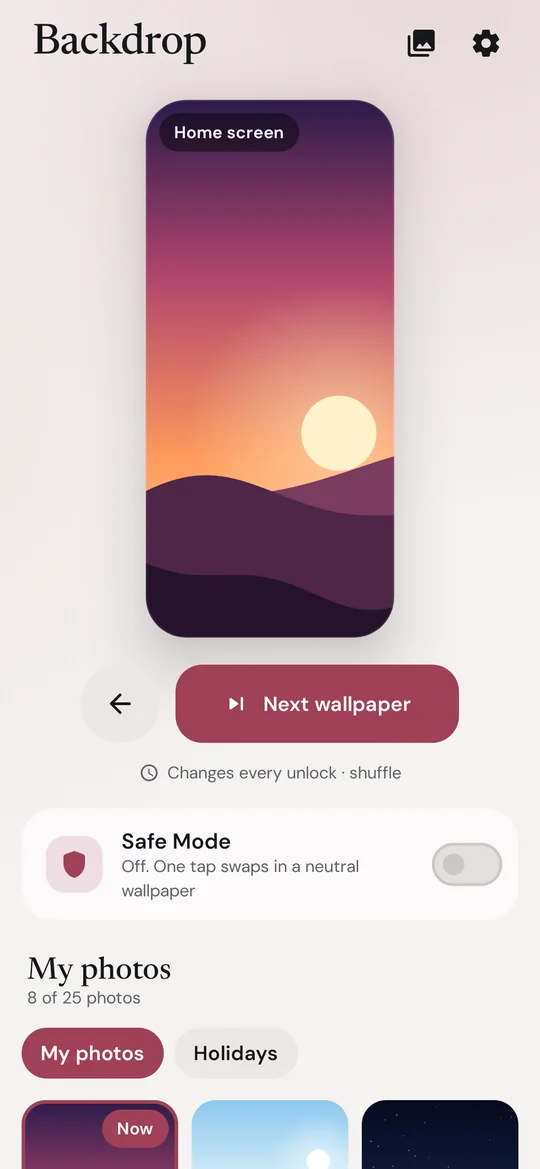 Backdrop
Home screen
Next wallpaper
Changes every unlock · shuffle
Safe Mode
Off. One tap swaps in a neutral
wallpaper
My photos
8 of 25 photos
My photos
Holidays
Now